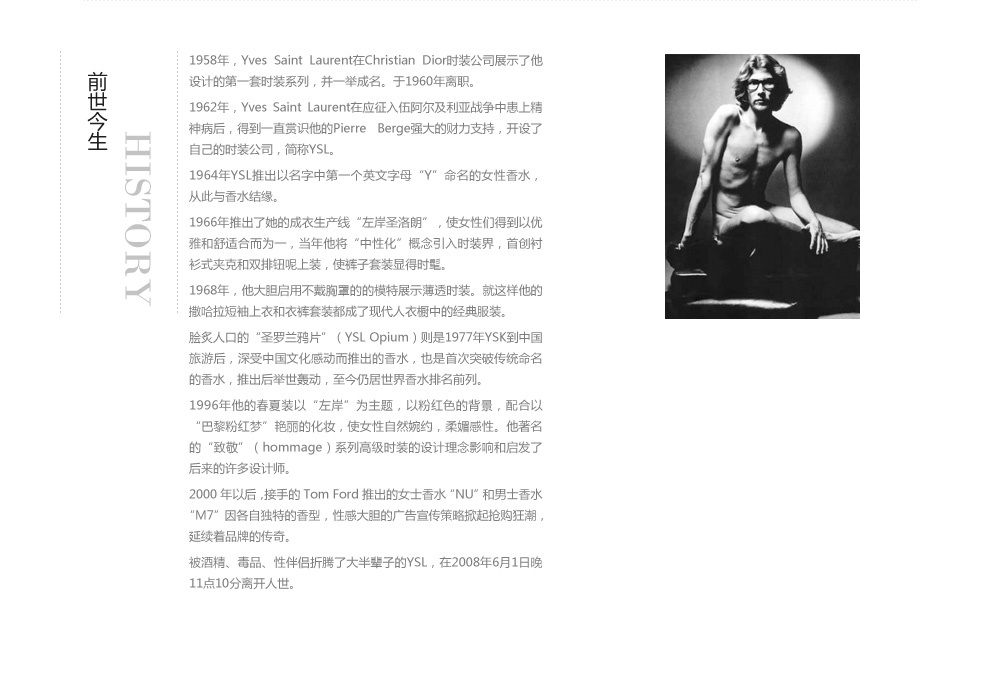 前世今生
HISTORY
1958年，Yves Saint Laurent在Christian Dior时装公司展示了他
设计的第一套时装系列，并一举成名。于1960年离职。
1962年，Yves Saint Laurent在应征入伍阿尔及利亚战争中患上精
神病后，得到一直赏识他的Pierre Berge强大的财力支持，开设了
自己的时装公司，简称YSL。
1964年YSL推出以名字中第一个英文字母“Y”命名的女性香水，
从此与香水结缘。
1966年推出了她的成衣生产线“左岸圣洛朗”，使女性们得到以优
雅和舒适合而为一，当年他将“中性化”概念引入时装界，首创衬
衫式夹克和双排钮呢上装，使裤子套装显得时髦。
1968年，他大胆启用不戴胸罩的的模特展示薄透时装。就这样他的
撒哈拉短袖上衣和衣裤套装都成了现代人衣橱中的经典服装。
脍炙人口的“圣罗兰鸦片”（YSL Opium）则是1977年YSK到中国
旅游后，深受中国文化感动而推出的香水，也是首次突破传统命名
的香水，推出后举世轰动，至今仍居世界香水排名前列。
1996年他的春夏装以“左岸”为主题，以粉红色的背景，配合以
“巴黎粉红梦”艳丽的化妆，使女性自然婉约，柔媚感性。他著名
的“致敬”（hommage）系列高级时装的设计理念影响和启发了
后来的许多设计师。
2000 年以后，接手的 Tom Ford 推出的女士香水“NU”和男士香水
“M7”因各自独特的香型，性感大胆的广告宣传策略掀起抢购狂潮，
延续着品牌的传奇。
被酒精、毒品、性伴侣折腾了大半辈子的YSL，在2008年6月1日晚
11点10分离开人世。